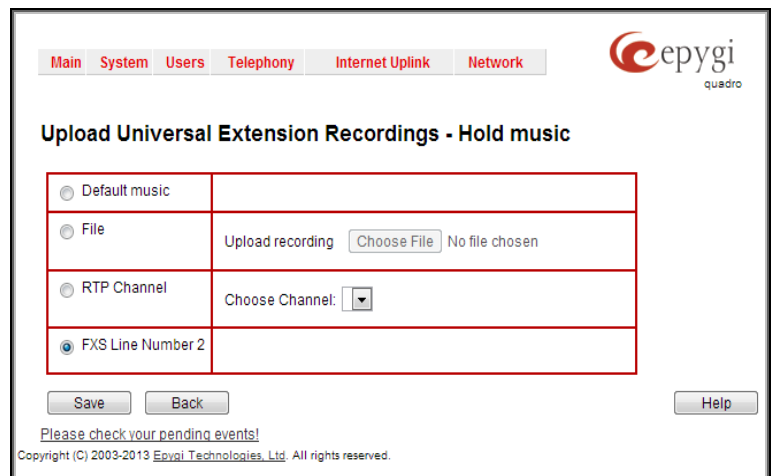 Main System Users Telephony Internet Uplink Network
epygi
quadro
Upload Universal Extension Recordings - Hold music
Default music
File
Upload recording Choose File No file chosen
RTP Channel
Choose Channel:
FXS Line Number 2
Save Back Help
Please check your pending events!
Copyright (C) 2003-2013 Epygi Technologies, Ltd. All rights reserved.